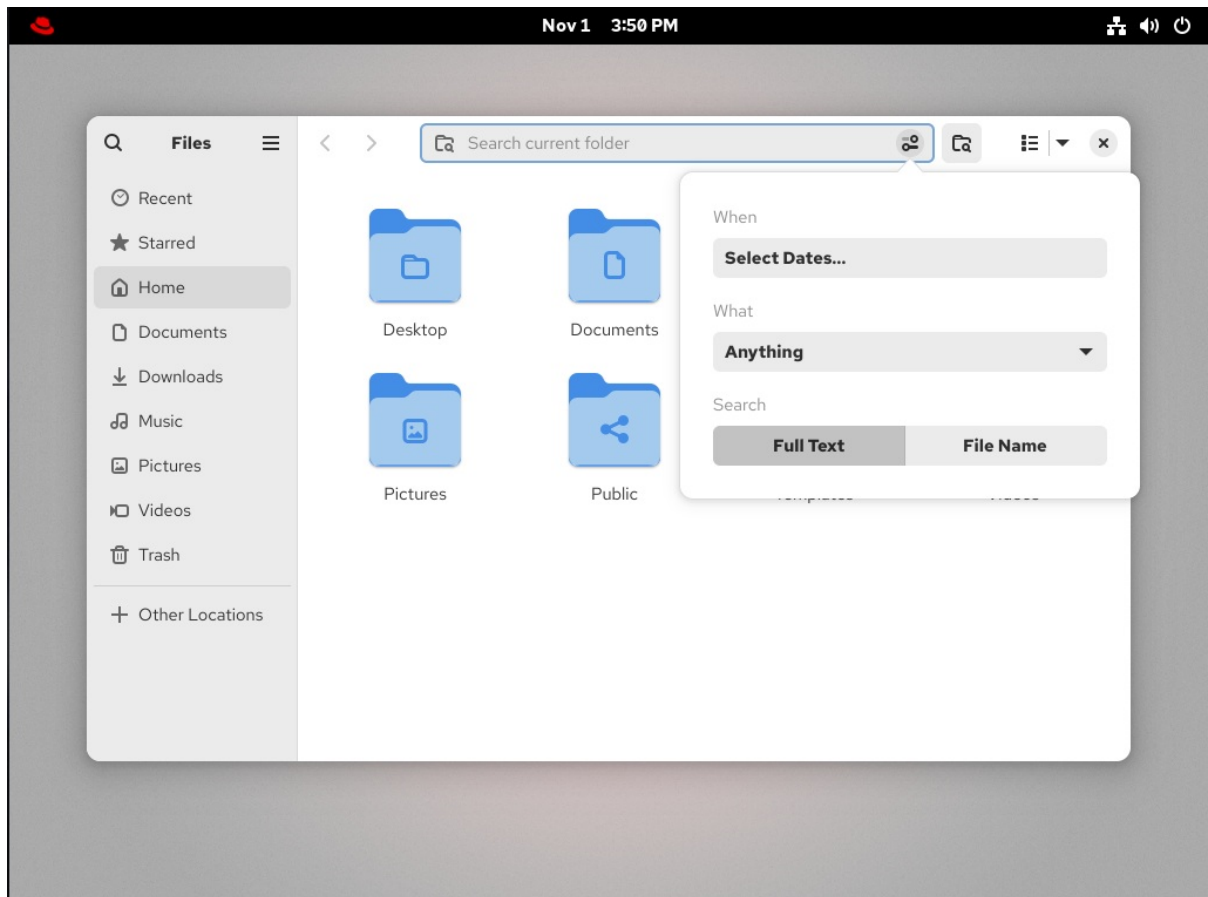 Nov 1 3:50 PM
Files
Search current folder
Recent
Starred
Home
Documents
Downloads
Music
Pictures
Videos
Trash
Other Locations
Desktop
Documents
Pictures
Public
When
Select Dates...
What
Anything
Search
Full Text
File Name